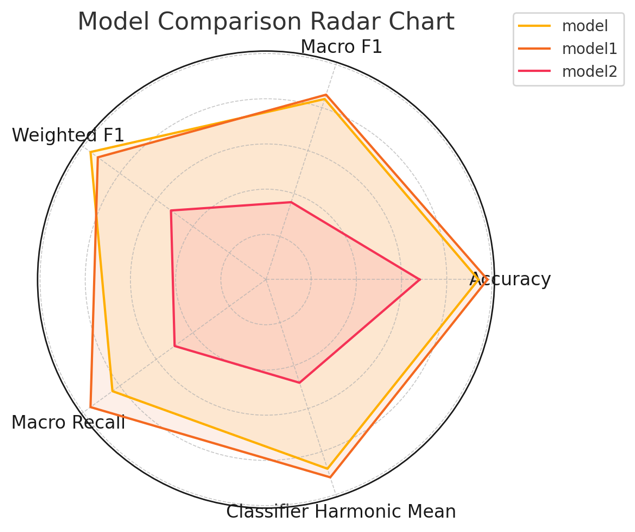 Model Comparison Radar Chart
model
model1
model2
Macro F1
Weighted F1
Accuracy
Macro Recall
Classifier Harmonic Mean